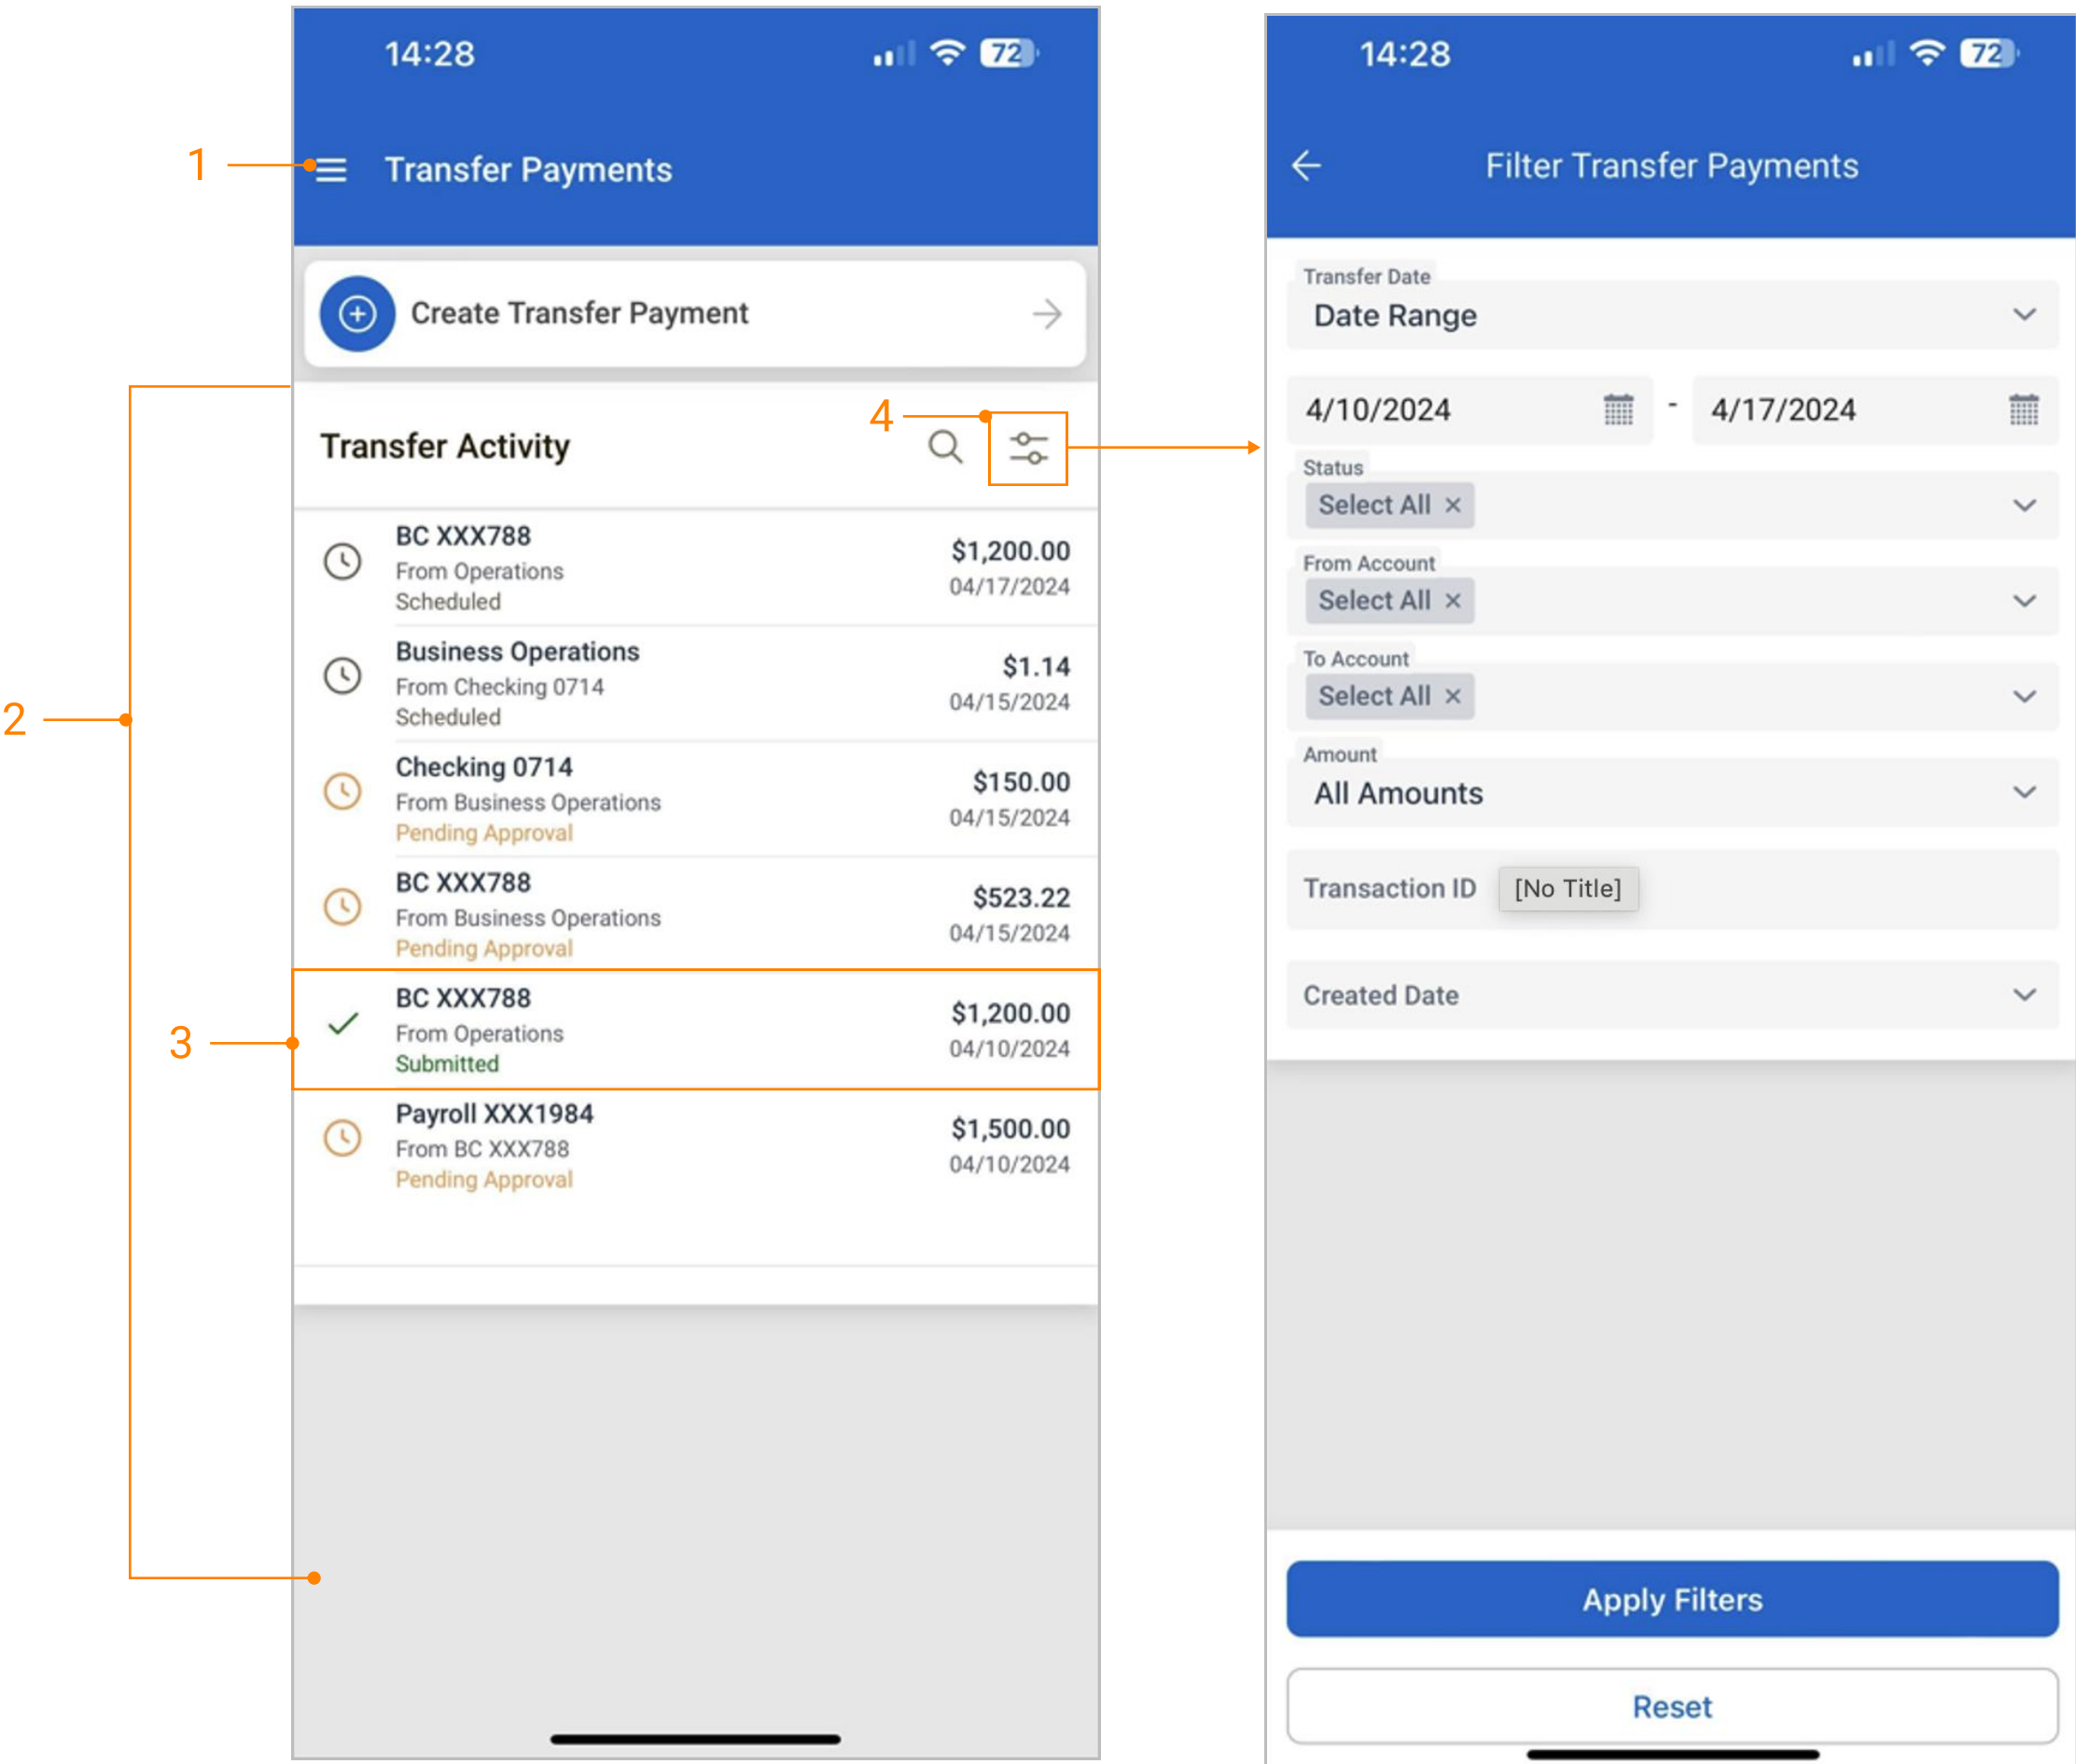 14:28
72
1
Transfer Payments
Create Transfer Payment
4
Transfer Activity
BC XXX788
From Operations
Scheduled
$1,200.00
04/17/2024
Business Operations
From Checking 0714
Scheduled
$1.14
04/15/2024
2
Checking 0714
From Business Operations
Pending Approval
$150.00
04/15/2024
BC XXX788
From Business Operations
Pending Approval
$523.22
04/15/2024
3
BC XXX788
From Operations
Submitted
$1,200.00
04/10/2024
Payroll XXX1984
From BC XXX788
Pending Approval
$1,500.00
04/10/2024
14:28
72
Filter Transfer Payments
Transfer Date
Date Range
4/10/2024 - 4/17/2024
Status
Select All ×
From Account
Select All ×
To Account
Select All ×
Amount
All Amounts
Transaction ID [No Title]
Created Date
Apply Filters
Reset